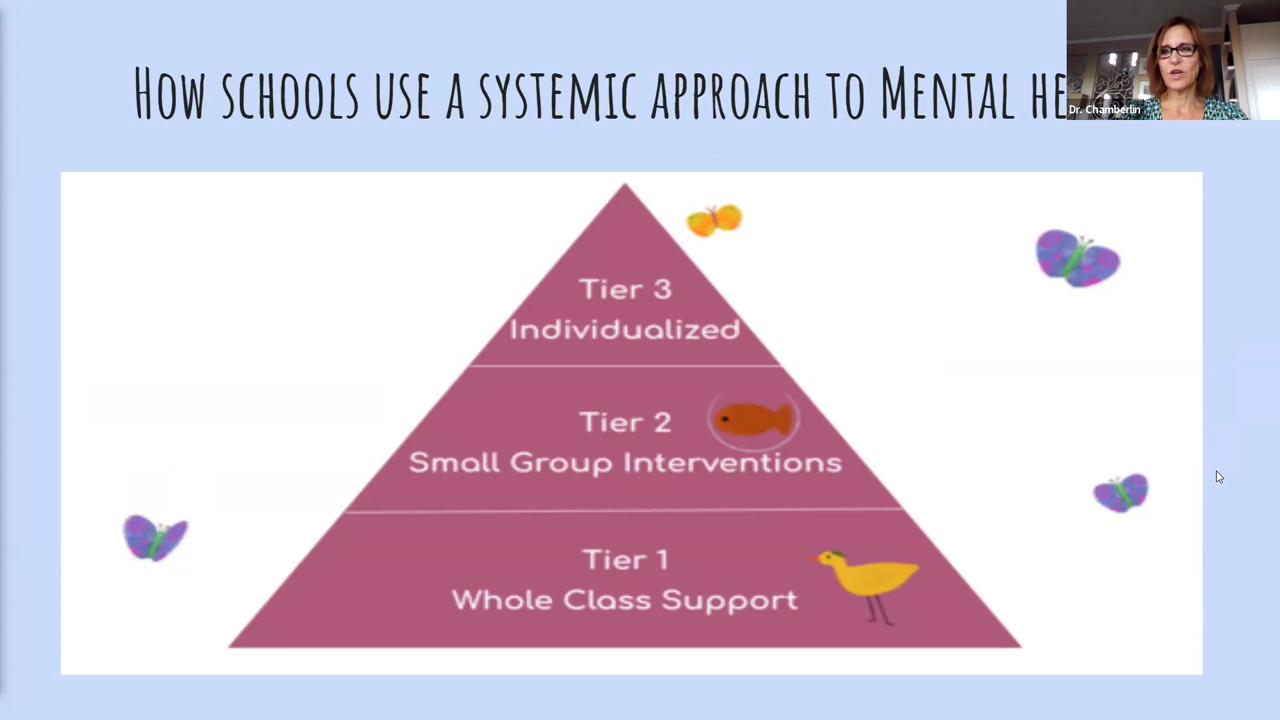 How schools use a systemic approach to Mental he
Dr. Chamberlin
Tier 3
Individualized
Tier 2
Small Group Interventions
Tier 1
Whole Class Support